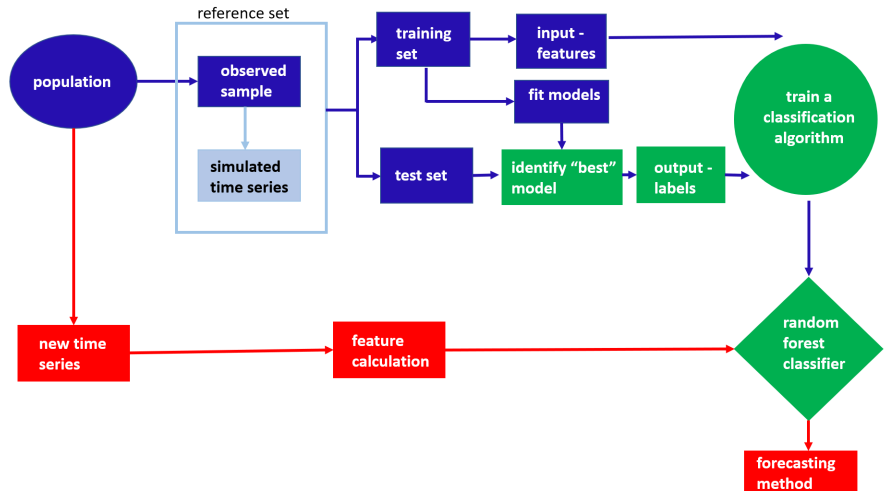 reference set
population
observed
sample
simulated
time series
training
set
input -
features
fit models
test set
identify “best”
model
output -
labels
train a
classification
algorithm
new time
series
feature
calculation
random
forest
classifier
forecasting
method